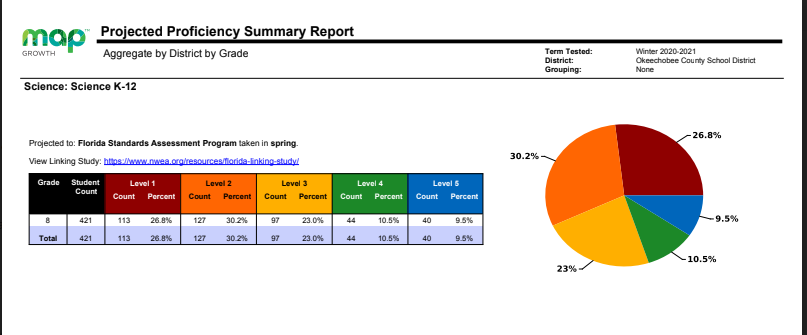 map
GROWTH
Projected Proficiency Summary Report
Aggregate by District by Grade
Term Tested: Winter 2020-2021
District: Okeechobee County School District
Grouping: None
Science: Science K-12
Projected to: Florida Standards Assessment Program taken in spring.
View Linking Study: https://www.nwea.org/resources/florida-linking-study/
Grade Student Count Level 1 Level 2 Level 3 Level 4 Level 5
Count Percent Count Percent Count Percent Count Percent Count Percent
8 421 113 26.8% 127 30.2% 97 23.0% 44 10.5% 40 9.5%
Total 421 113 26.8% 127 30.2% 97 23.0% 44 10.5% 40 9.5%
26.8%
30.2%
9.5%
10.5%
23%